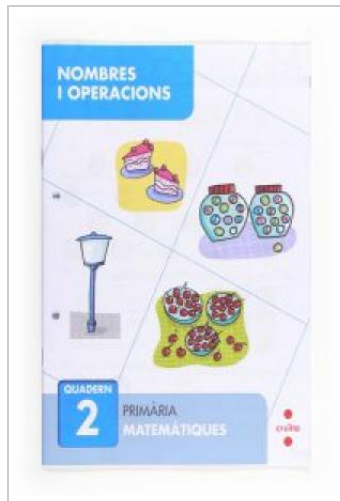 NOMBRES
I OPERACIONS
QUADERN
2
PRIMÀRIA
MATEMÀTIQUES
cruïlla